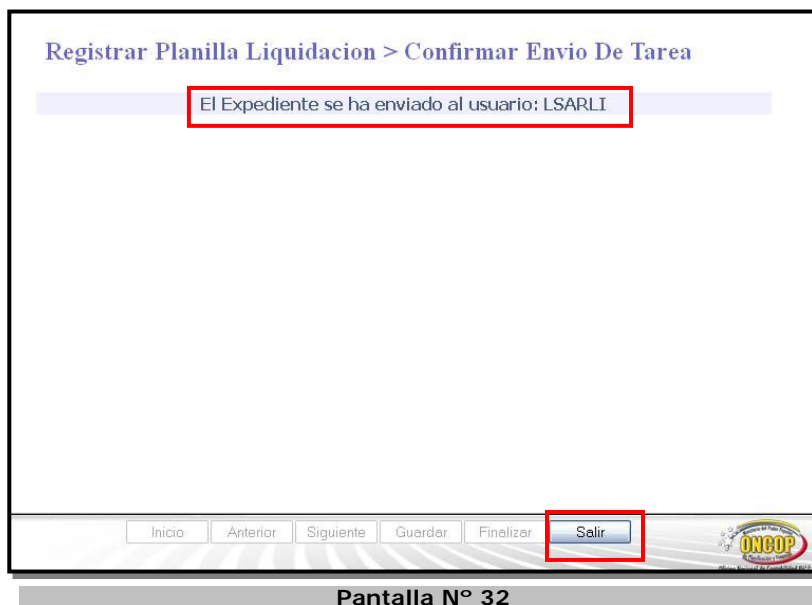 Registrar Planilla Liquidacion > Confirmar Envio De Tarea
El Expediente se ha enviado al usuario: LSARLI
Inicio Anterior Siguiente Guardar Finalizar Salir
ONCOP
Pantalla Nº 32